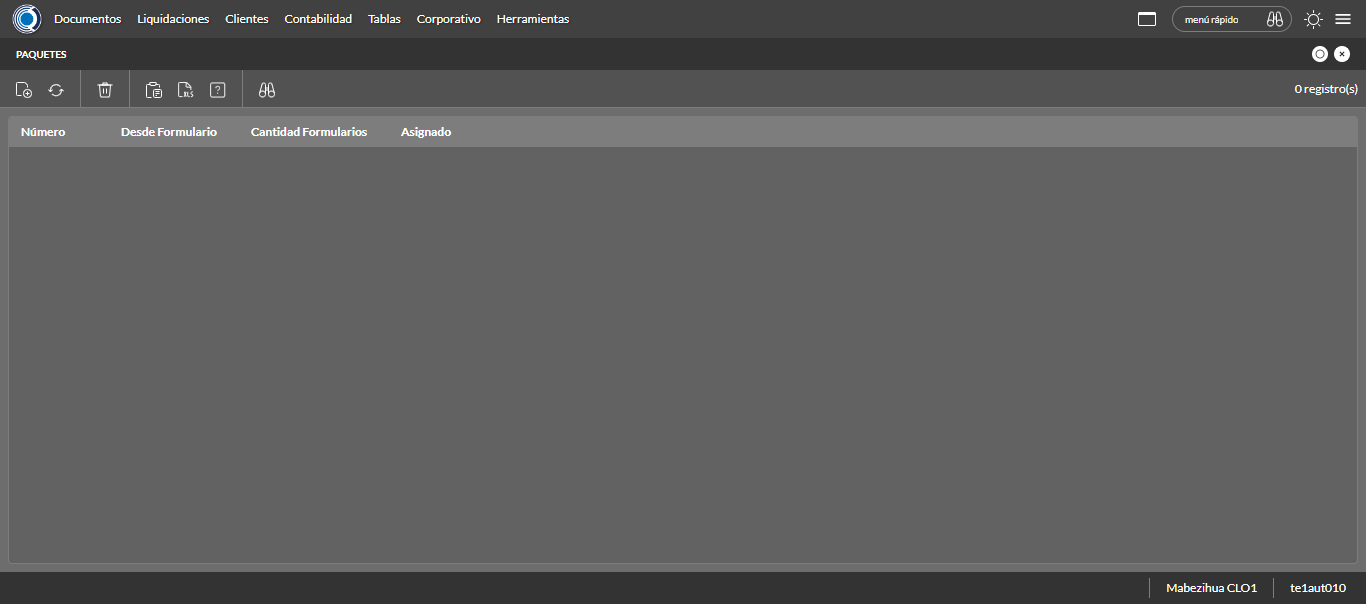 Documentos Liquidaciones Clientes Contabilidad Tablas Corporativo Herramientas menú rápido
PAQUETES
XLS ? 0 registro(s)
Número Desde Formulario Cantidad Formularios Asignado
Mabezihua CLO1 te1aut010